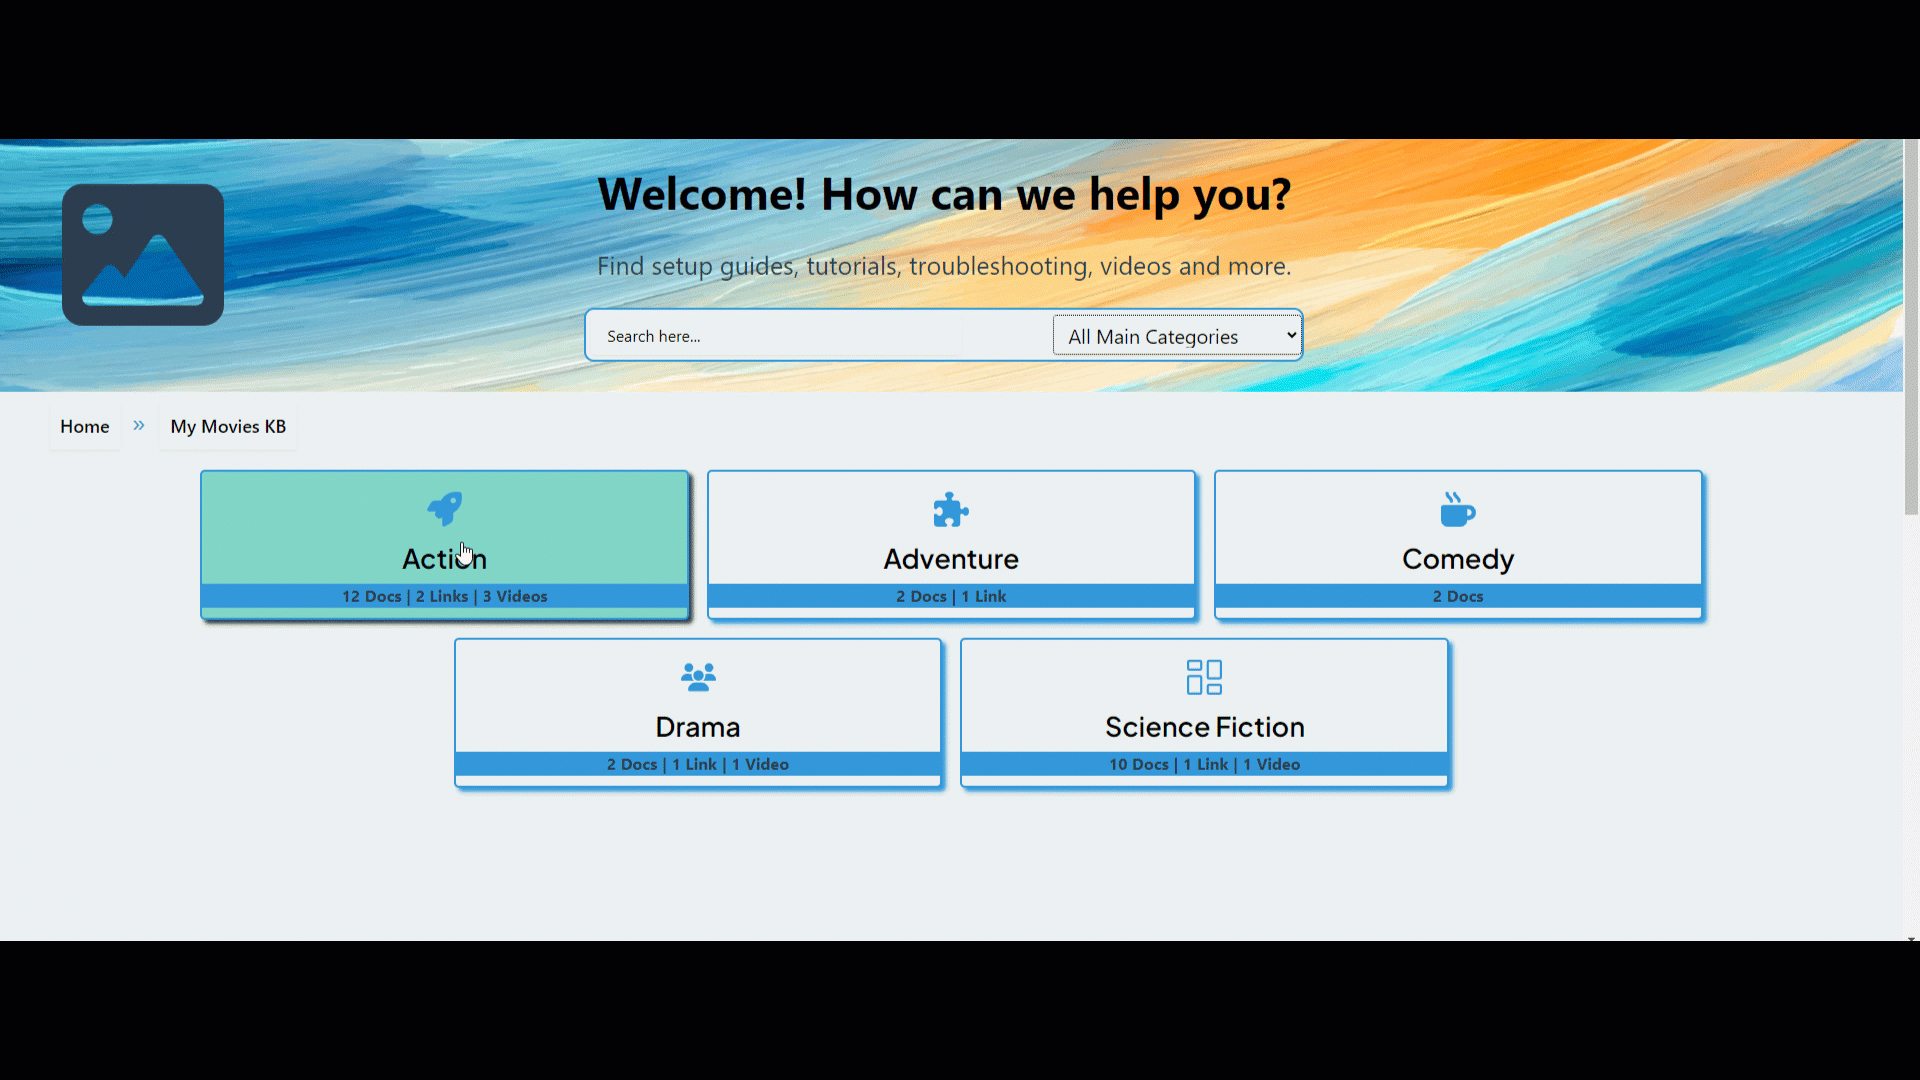 Welcome! How can we help you?
Find setup guides, tutorials, troubleshooting, videos and more.
Search here...
All Main Categories
Home » My Movies KB
Action
12 Docs | 2 Links | 3 Videos
Adventure
2 Docs | 1 Link
Comedy
2 Docs
Drama
2 Docs | 1 Link | 1 Video
Science Fiction
10 Docs | 1 Link | 1 Video